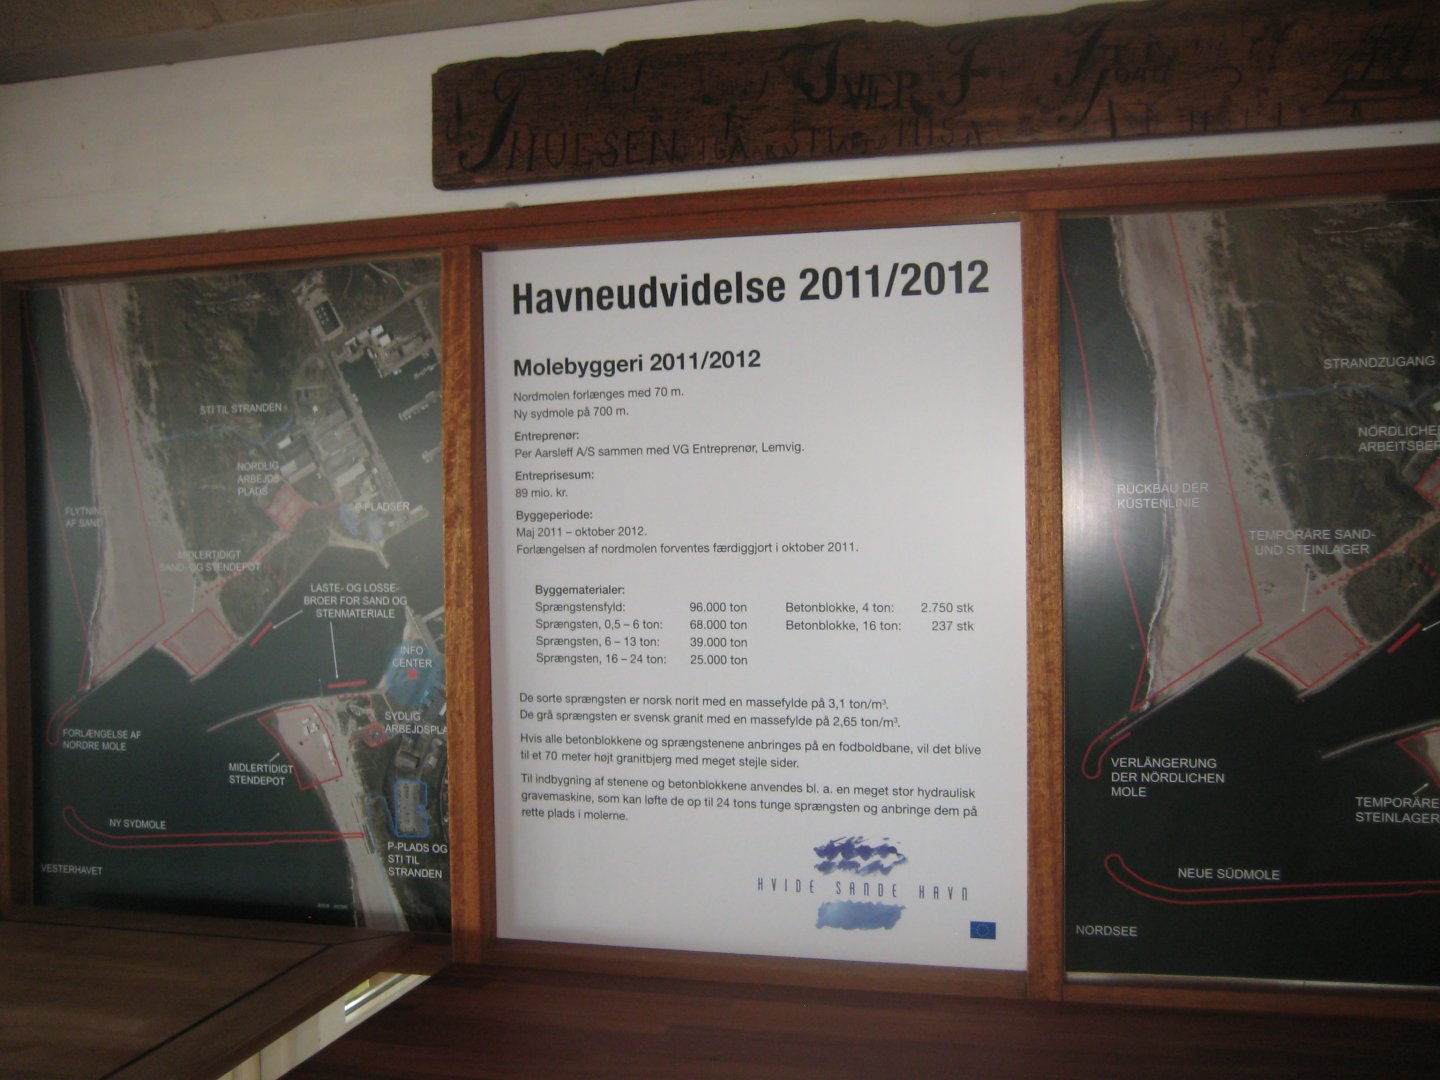 IVER
HULSEN
Havneudvidelse 2011/2012
Molebyggeri 2011/2012
Nordmolen forlænges med 70 m.
Ny sydmole på 700 m.
Entreprenør:
Per Aarsleff A/S sammen med VG Entreprenør, Lemvig.
Entreprisesum:
89 mio. kr.
Byggeperiode:
Maj 2011 – oktober 2012.
Forlængelsen af nordmolen forventes færdiggjort i oktober 2011.
Byggematerialer:
Sprængstensfyld: 96.000 ton Betonblokke, 4 ton: 2.750 stk
Sprængsten, 0,5 – 6 ton: 68.000 ton Betonblokke, 16 ton: 237 stk
Sprængsten, 6 – 13 ton: 39.000 ton
Sprængsten, 16 – 24 ton: 25.000 ton
De sorte sprængsten er norsk norit med en massefylde på 3,1 ton/m³.
De grå sprængsten er svensk granit med en massefylde på 2,65 ton/m³.
Hvis alle betonblokkene og sprængstenene anbringes på en fodboldbane, vil det blive
til et 70 meter højt granitbjerg med meget stejle sider.
Til indbygning af stenene og betonblokkene anvendes bl. a. en meget stor hydraulisk
gravemaskine, som kan løfte de op til 24 tons tunge sprængsten og anbringe dem på
rette plads i molerne.
HVIDE SANDE HAVN
STI TIL STRANDEN
NORDLIG
ARBEJDS
PLADS
P-PLADSER
FLYTNING
AF SAND
MIDLERTIDIGT
SAND- OG STENDEPOT
LASTE- OG LOSSE-
BROER FOR SAND OG
STENMATERIALE
INFO
CENTER
SYDLIG
ARBEJDSPLA
FORLÆNGELSE AF
NORDRE MOLE
MIDLERTIDIGT
STENDEPOT
NY SYDMOLE
P-PLADS OG
STI TIL
STRANDEN
VESTERHAVET
STRANDZUGANG
NÖRDLICHER
ARBEITSBER
RÜCKBAU DER
KÜSTENLINIE
TEMPORÄRE SAND-
UND STEINLAGER
VERLÄNGERUNG
DER NÖRDLICHEN
MOLE
TEMPORÄRE
STEINLAGER
NEUE SÜDMOLE
NORDSEE